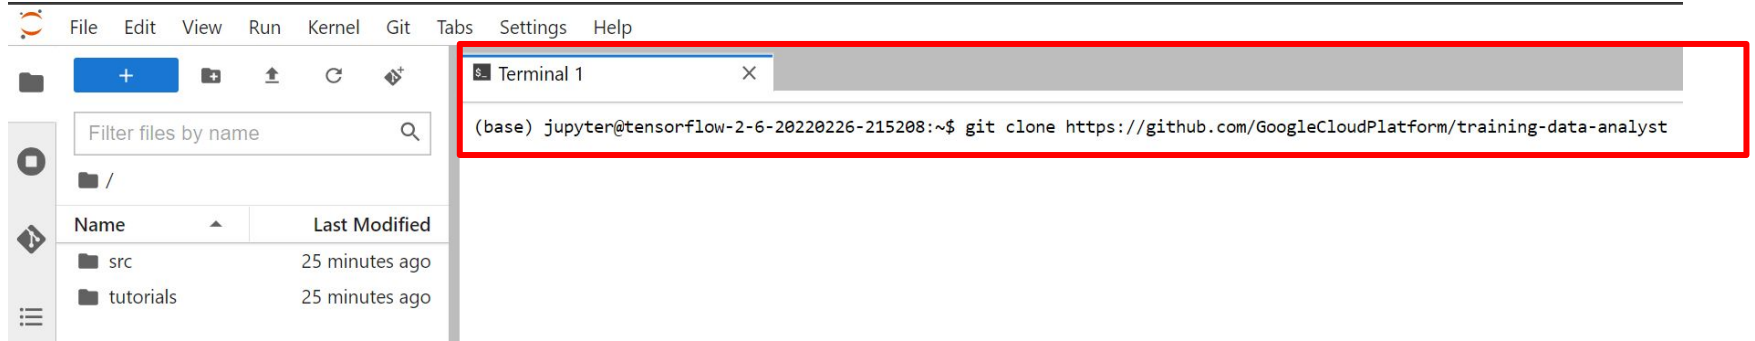 File Edit View Run Kernel Git Tabs Settings Help
+
Filter files by name
/
Name Last Modified
src 25 minutes ago
tutorials 25 minutes ago
$_ Terminal 1
(base) jupyter@tensorflow-2-6-20220226-215208:~$ git clone https://github.com/GoogleCloudPlatform/training-data-analyst